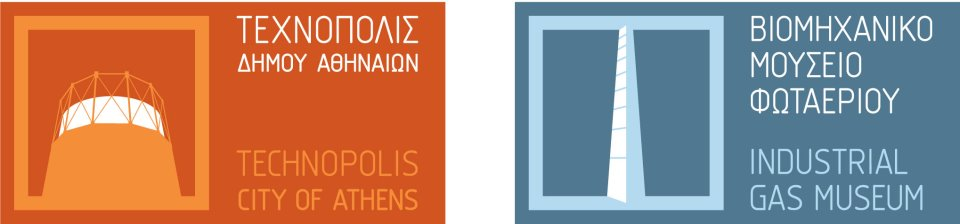 ΤΕΧΝΟΠΟΛΙΣ
ΔΗΜΟΥ ΑΘΗΝΑΙΩΝ
TECHNOPOLIS
CITY OF ATHENS
ΒΙΟΜΗΧΑΝΙΚΟ
ΜΟΥΣΕΙΟ
ΦΩΤΑΕΡΙΟΥ
INDUSTRIAL
GAS MUSEUM